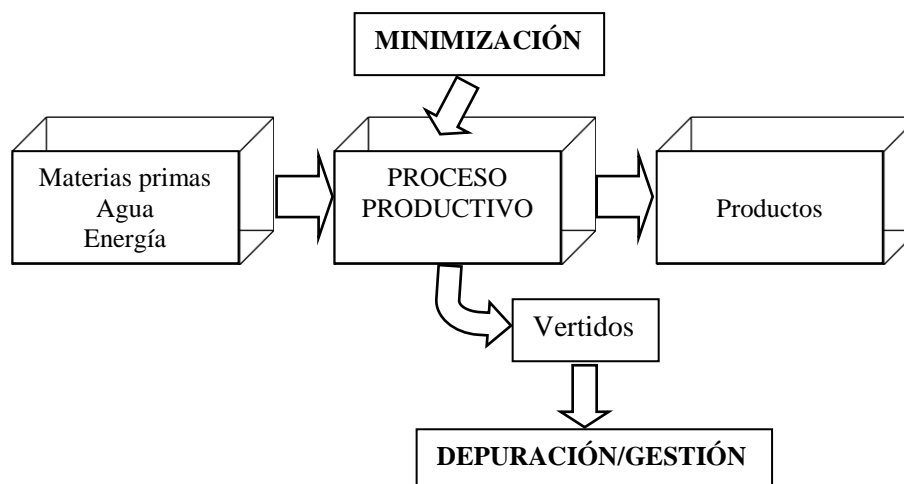 MINIMIZACIÓN
Materias primas
Agua
Energía
PROCESO
PRODUCTIVO
Productos
Vertidos
DEPURACIÓN/GESTIÓN